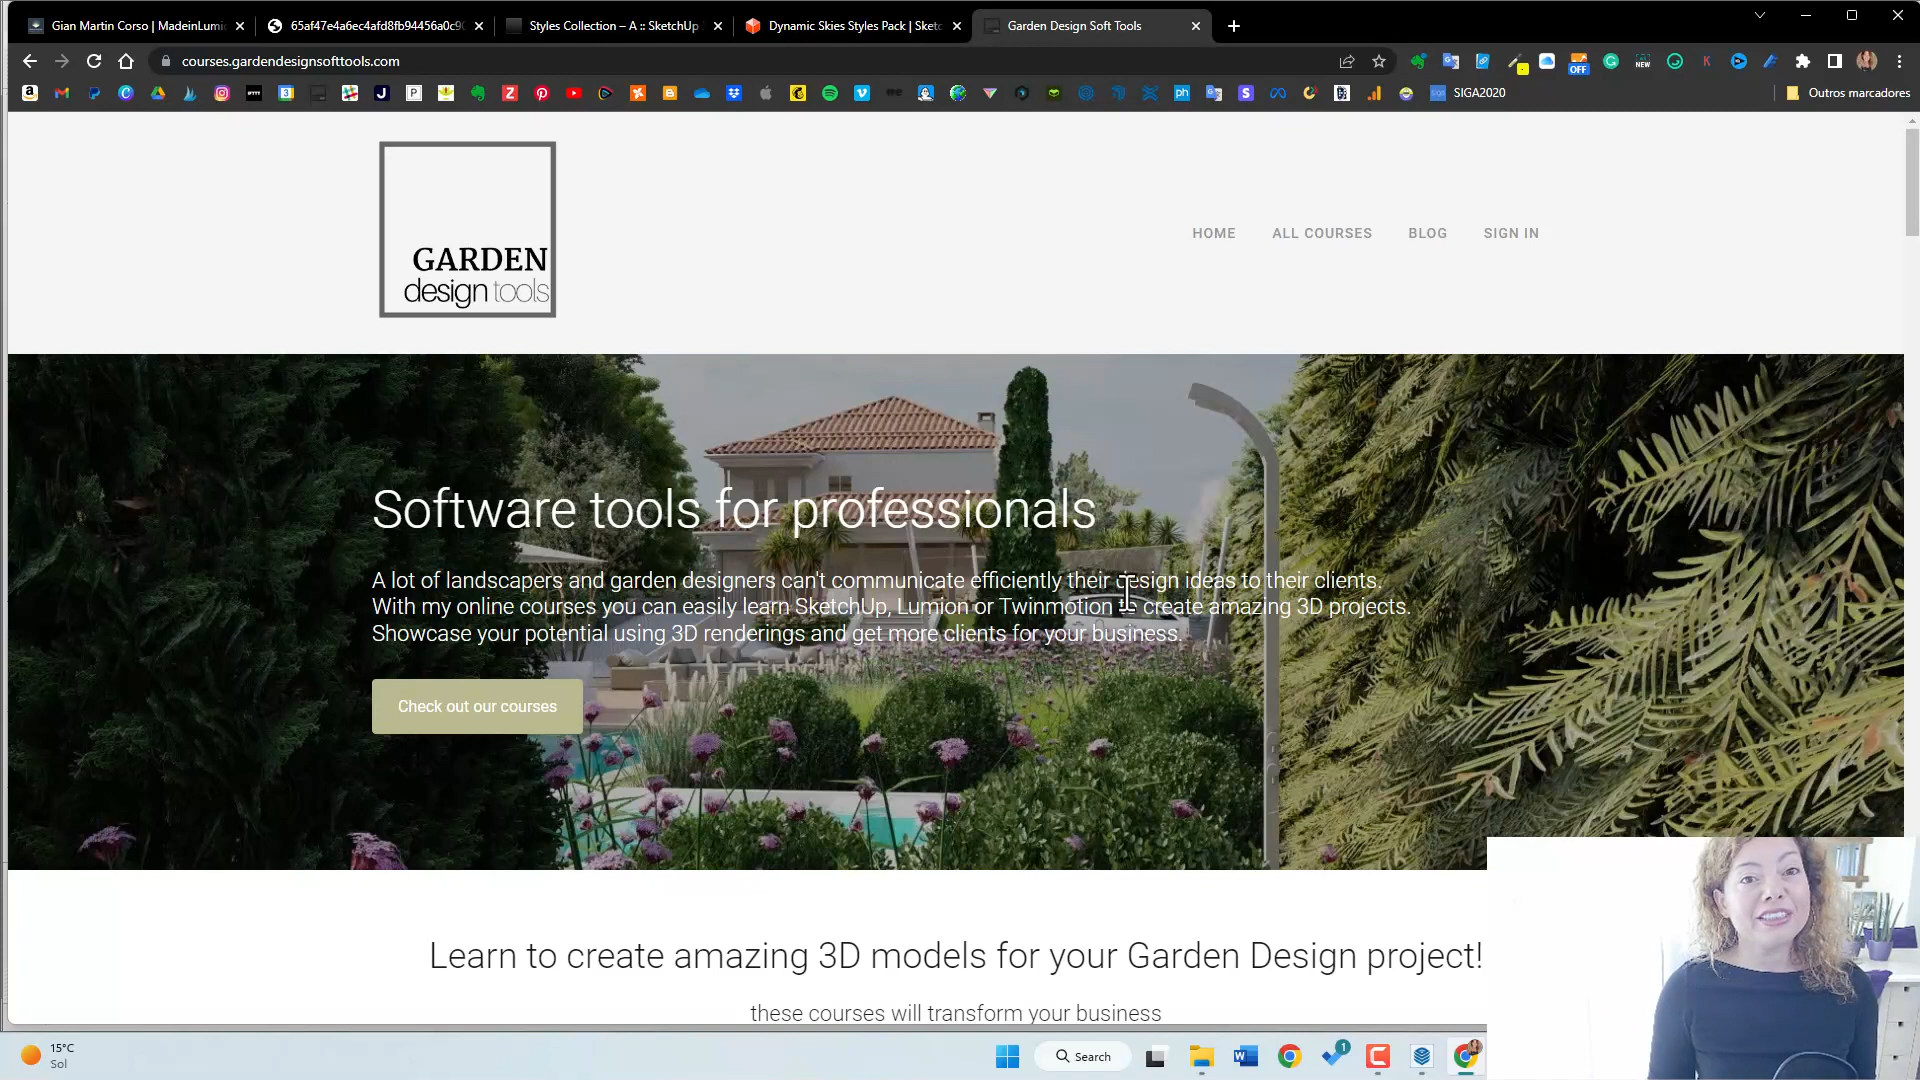 Gian Martin Corso | MadeinLumi
65af47e4a6ec4afd8fb94456a0c9
Styles Collection – A :: SketchUp
Dynamic Skies Styles Pack | Sketc
Garden Design Soft Tools
courses.gardendesignsofttools.com
OFF
NEW
SIGA2020
Outros marcadores
GARDEN
design tools
HOME
ALL COURSES
BLOG
SIGN IN
Software tools for professionals
A lot of landscapers and garden designers can't communicate efficiently their design ideas to their clients.
With my online courses you can easily learn SketchUp, Lumion or Twinmotion to create amazing 3D projects.
Showcase your potential using 3D renderings and get more clients for your business.
Check out our courses
Learn to create amazing 3D models for your Garden Design project!
these courses will transform your business
15°C
Sol
Search
1